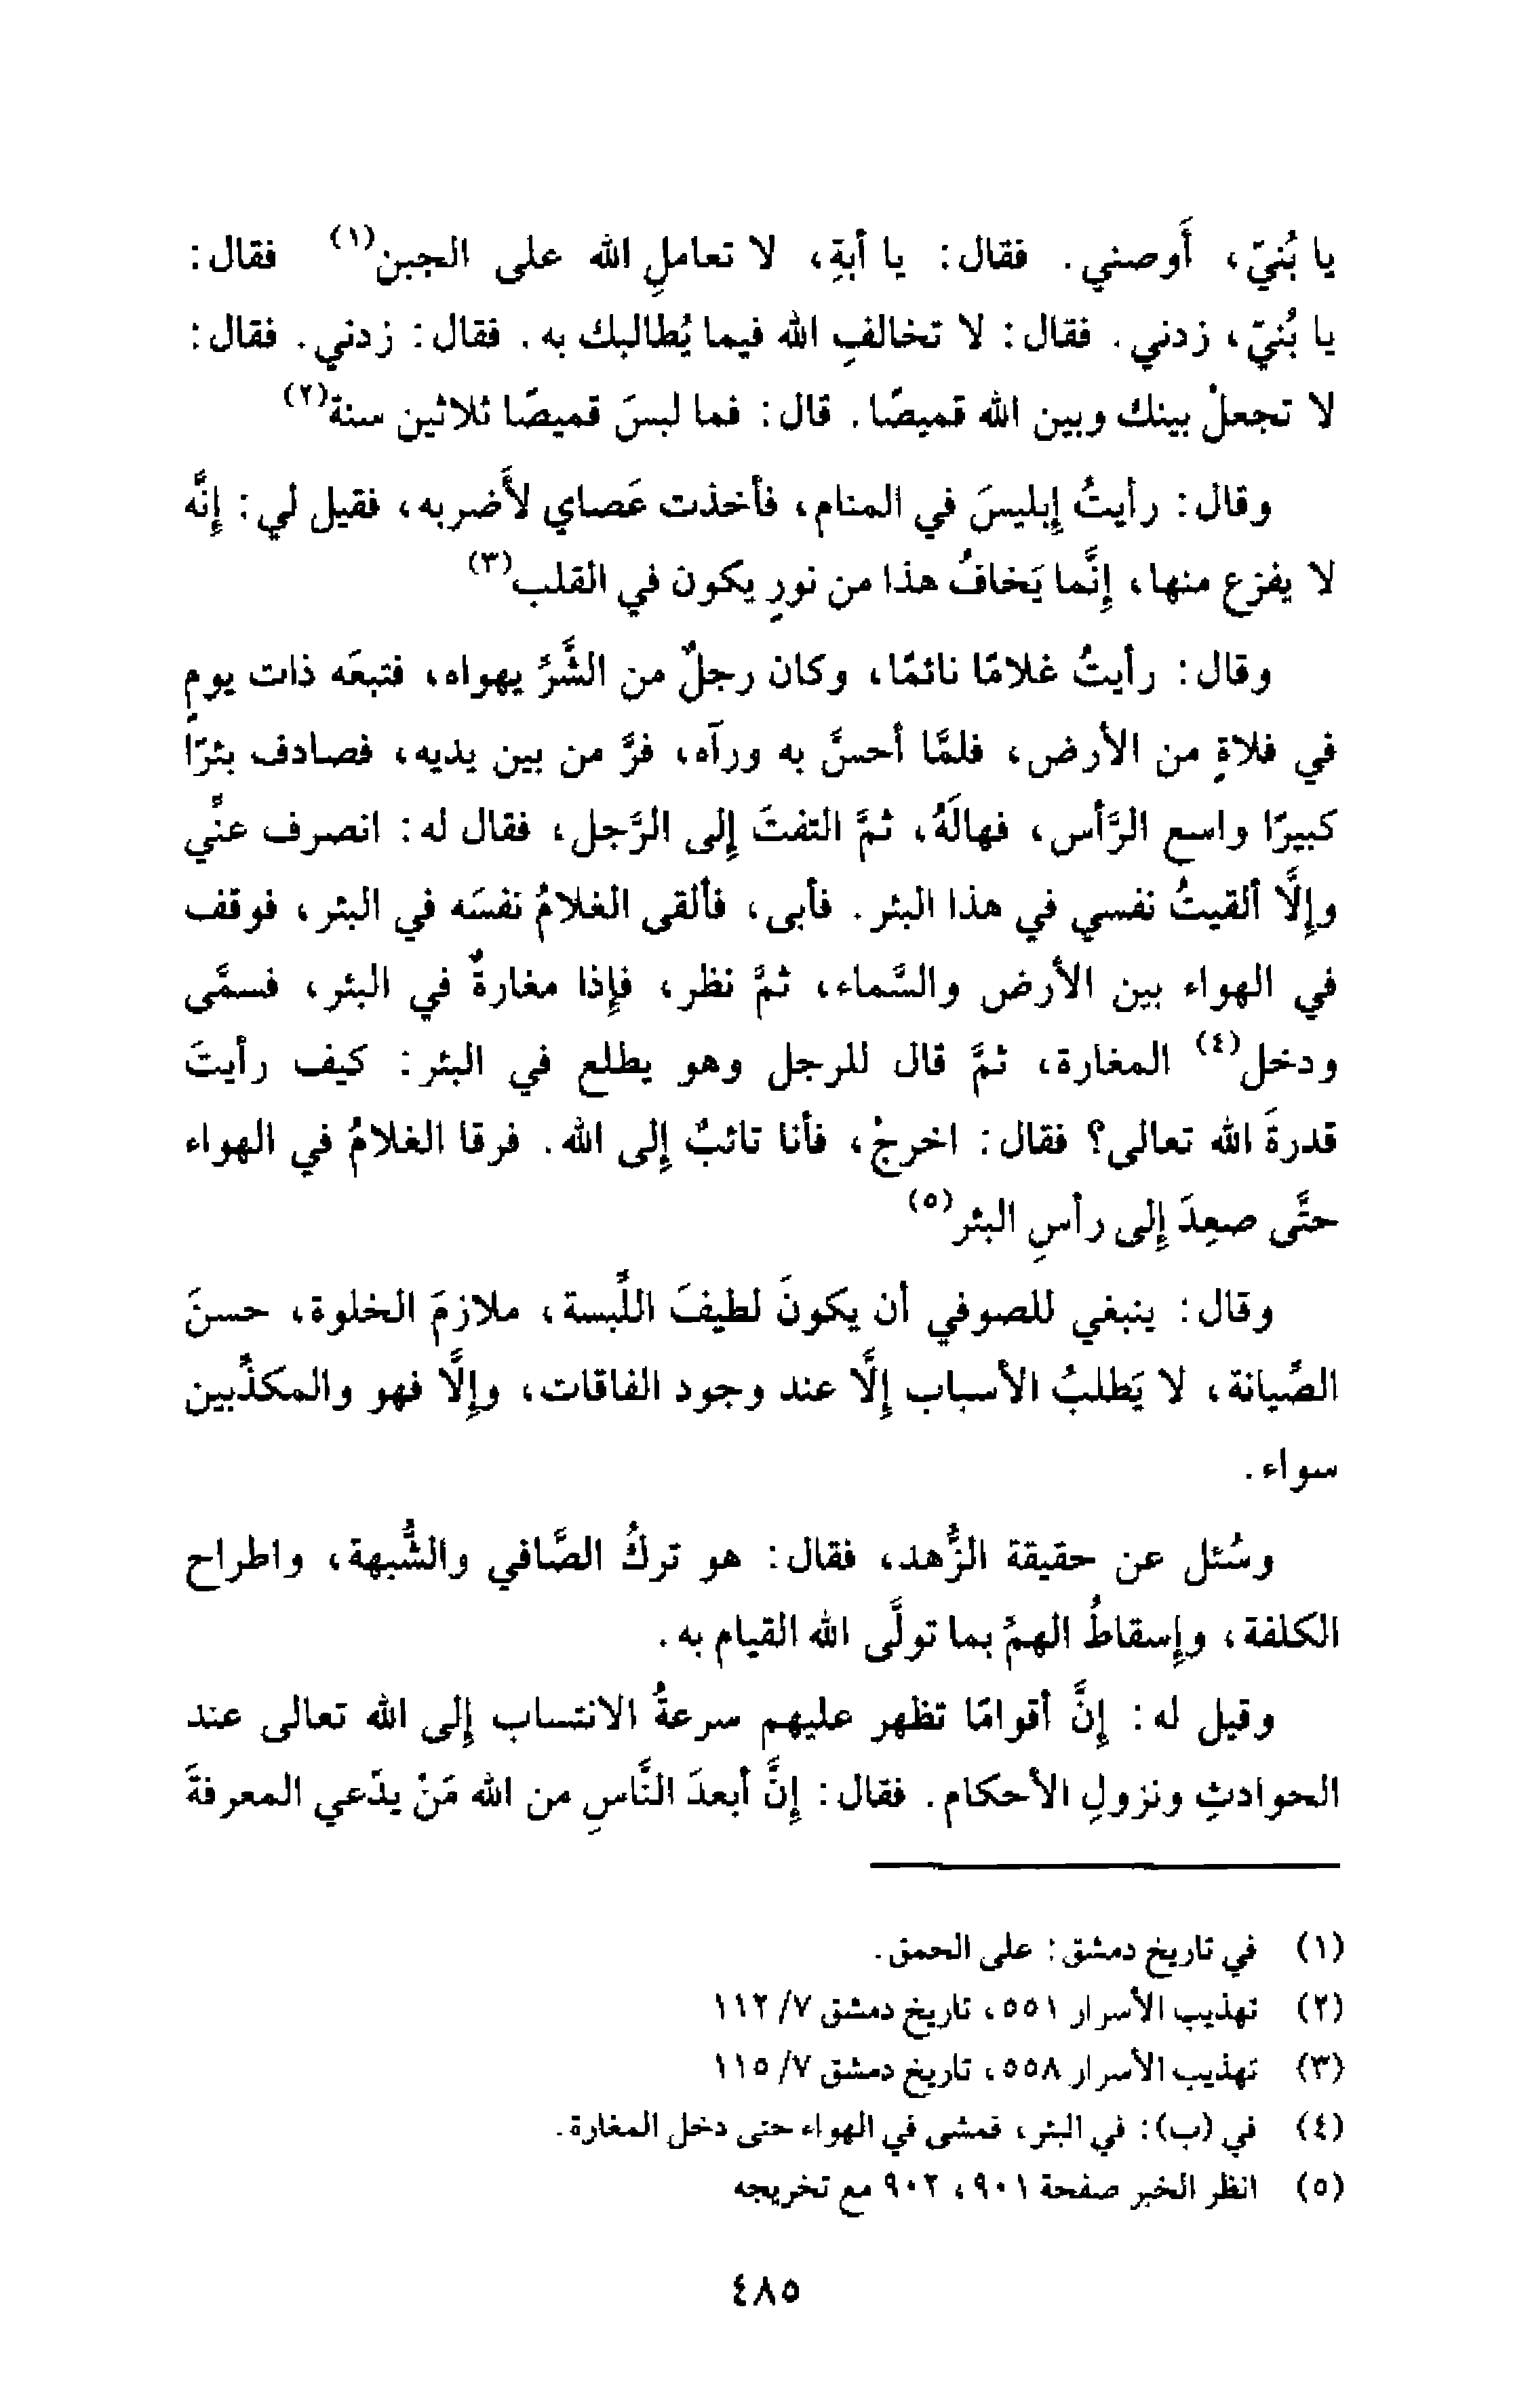 يا بُنيّ، أَوصني. فقال: يا أبةِ، لا تعاملِ الله على الجبن(١) فقال:
يا بُنيّ، زدني. فقال: لا تخالفِ الله فيما يُطالبك به. فقال: زدني. فقال:
لا تجعلْ بينك وبين الله قميصًا. قال: فما لبسَ قميصًا ثلاثين سنة(٢)
وقال: رأيتُ إبليسَ في المنام، فأخذت عَصاي لأَضربه، فقيل لي: إنَّه
لا يفزع منها، إنَّما يَخافُ هذا من نورٍ يكون في القلب(٣)
وقال: رأيتُ غلامًا نائمًا، وكان رجلٌ من الشَّرِّ يهواه، فتبعَه ذات يومٍ
في فلاةٍ من الأرض، فلمَّا أحسَّ به ورآه، فرَّ من بين يديه، فصادف بئرًا
كبيرًا واسع الرَّأس، فهالَهُ، ثمَّ التفتَ إلى الرَّجل، فقال له: انصرف عنِّي
وإلَّا ألقيتُ نفسي في هذا البئر. فأبى، فألقى الغلامُ نفسَه في البئر، فوقف
في الهواء بين الأرض والسَّماء، ثمَّ نظر، فإذا مغارةٌ في البئر، فسمَّى
ودخل(٤) المغارة، ثمَّ قال للرجل وهو يطلع في البئر: كيف رأيتَ
قدرةَ الله تعالى؟ فقال: اخرجْ، فأنا تائبٌ إلى الله. فرقا الغلامُ في الهواء
حتَّى صعِدَ إلى رأسِ البئر(٥)
وقال: ينبغي للصوفي أن يكونَ لطيفَ اللِّبسة، ملازمَ الخلوة، حسنَ
الصِّيانة، لا يَطلبُ الأسباب إلَّا عند وجود الفاقات، وإلَّا فهو والمكذِّبين
سواء.
وسُئل عن حقيقة الزُّهد، فقال: هو تركُ الصَّافي والشُّبهة، واطراح
الكلفة، وإسقاطُ الهمِّ بما تولَّى الله القيام به.
وقيل له: إنَّ أقوامًا تظهر عليهم سرعةُ الانتساب إلى الله تعالى عند
الحوادثِ ونزولِ الأحكام. فقال: إنَّ أبعدَ النَّاسِ من الله مَنْ يدّعي المعرفةَ
(١) في تاريخ دمشق: على الحمق.
(٢) تهذيب الأسرار ٥٥١، تاريخ دمشق ٧/ ١١٢
(٣) تهذيب الأسرار ٥٥٨، تاريخ دمشق ٧/ ١١٥
(٤) في (ب): في البئر، فمشى في الهواء حتى دخل المغارة.
(٥) انظر الخبر صفحة ٩٠١، ٩٠٢ مع تخريجه
٤٨٥